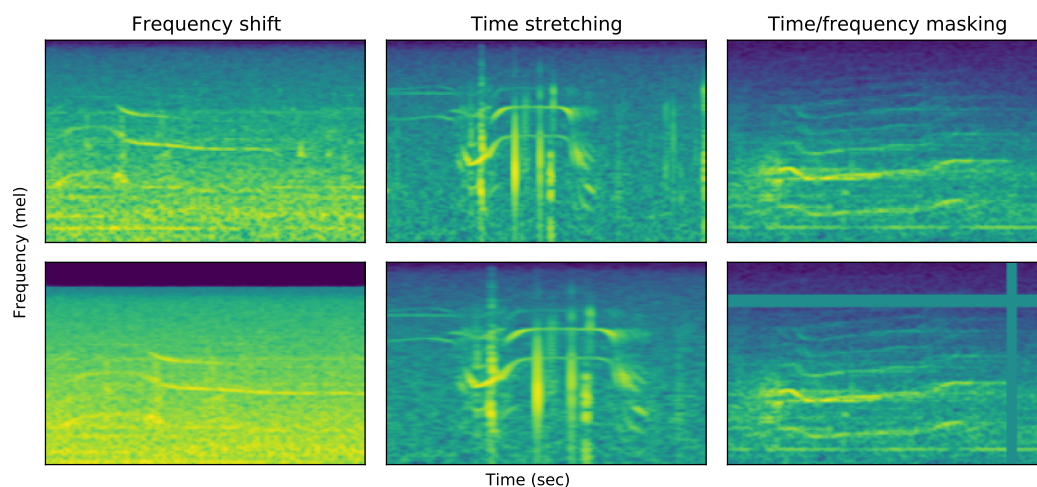 Frequency shift
Time stretching
Time/frequency masking
Frequency (mel)
Time (sec)